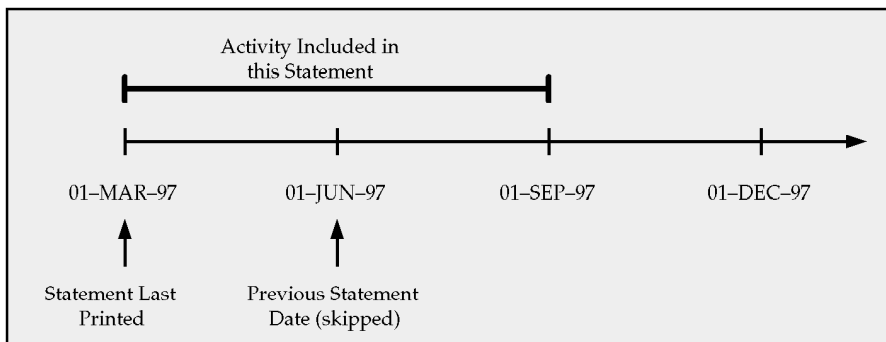 Activity Included in
this Statement
01–MAR–97
01–JUN–97
01–SEP–97
01–DEC–97
Statement Last
Printed
Previous Statement
Date (skipped)